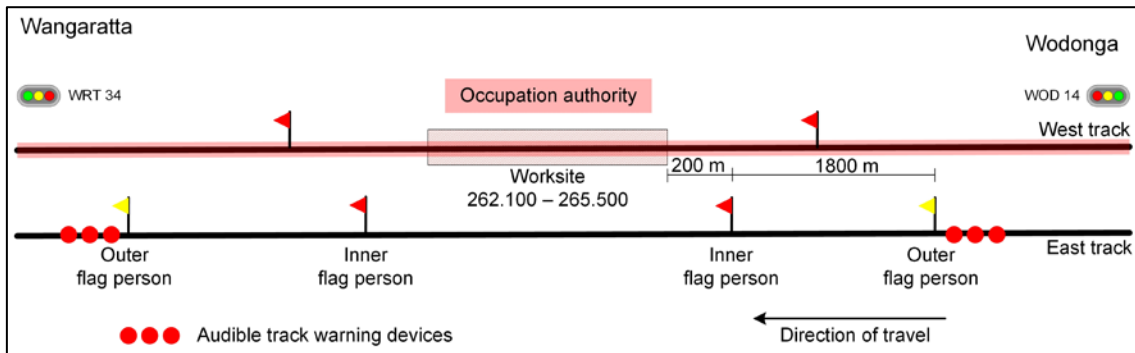 Wangaratta
Wodonga
WRT 34
Occupation authority
WOD 14
West track
200 m
1800 m
Worksite
262.100 – 265.500
East track
Outer
flag person
Inner
flag person
Inner
flag person
Outer
flag person
Audible track warning devices
Direction of travel